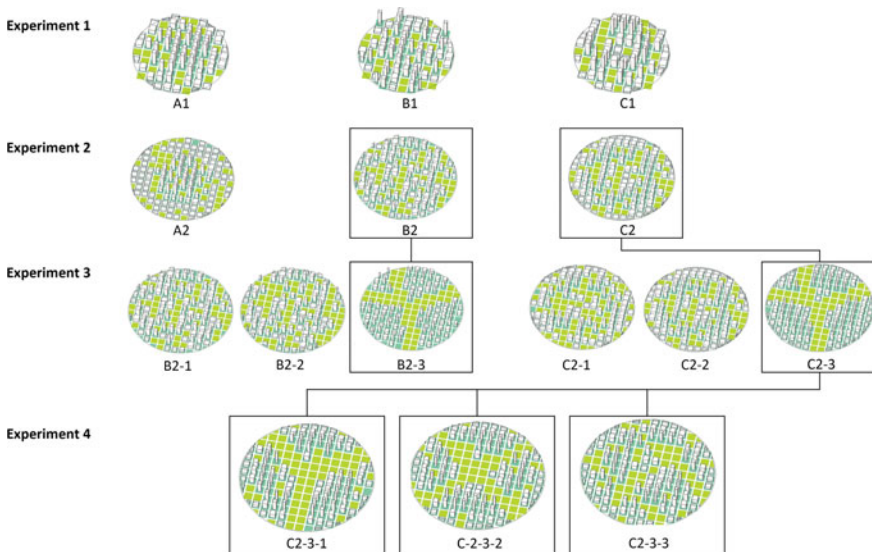 Experiment 1
A1
B1
C1
Experiment 2
A2
B2
C2
Experiment 3
B2-1
B2-2
B2-3
C2-1
C2-2
C2-3
Experiment 4
C2-3-1
C-2-3-2
C2-3-3